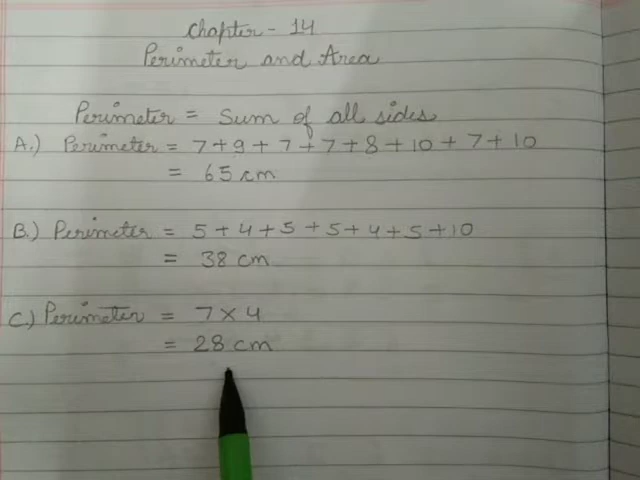 Chapter - 14
Perimeter and Area
Perimeter = Sum of all sides
A.) Perimeter = 7 + 9 + 7 + 7 + 8 + 10 + 7 + 10
= 65 cm
B.) Perimeter = 5 + 4 + 5 + 5 + 4 + 5 + 10
= 38 cm
C.) Perimeter = 7 × 4
= 28 cm